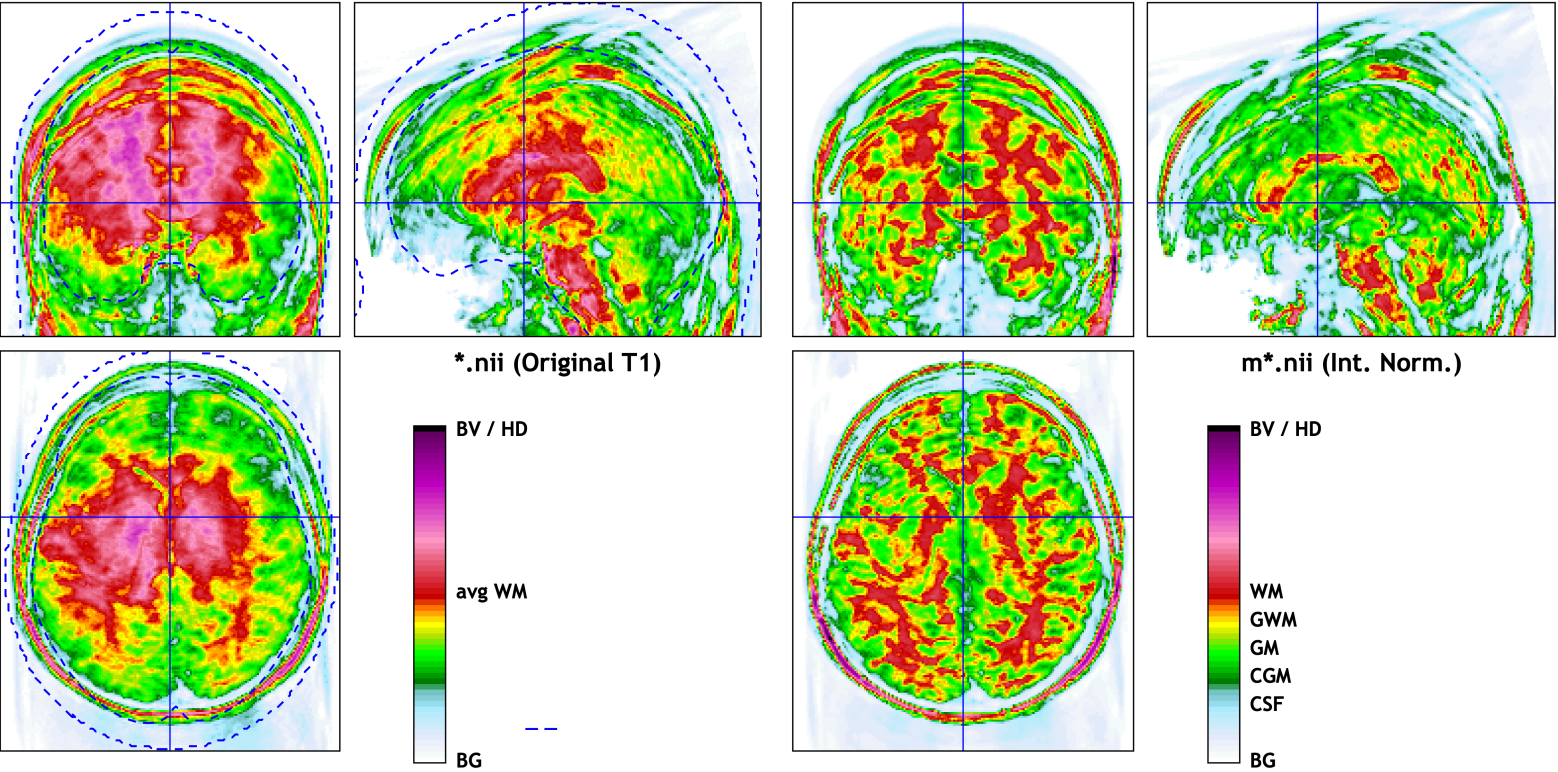 *.nii (Original T1)
BV / HD
avg WM
BG
m*.nii (Int. Norm.)
BV / HD
WM
GWM
GM
CGM
CSF
BG